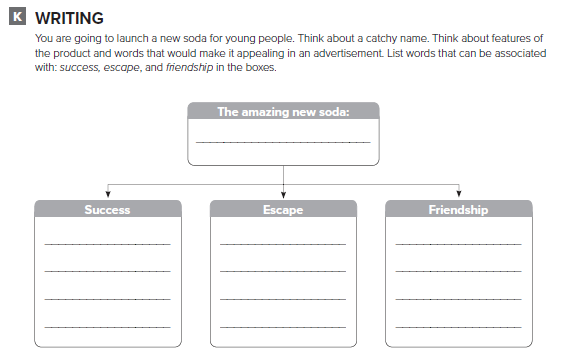 K WRITING
You are going to launch a new soda for young people. Think about a catchy name. Think about features of
the product and words that would make it appealing in an advertisement. List words that can be associated
with: success, escape, and friendship in the boxes.
The amazing new soda:
Success Escape Friendship